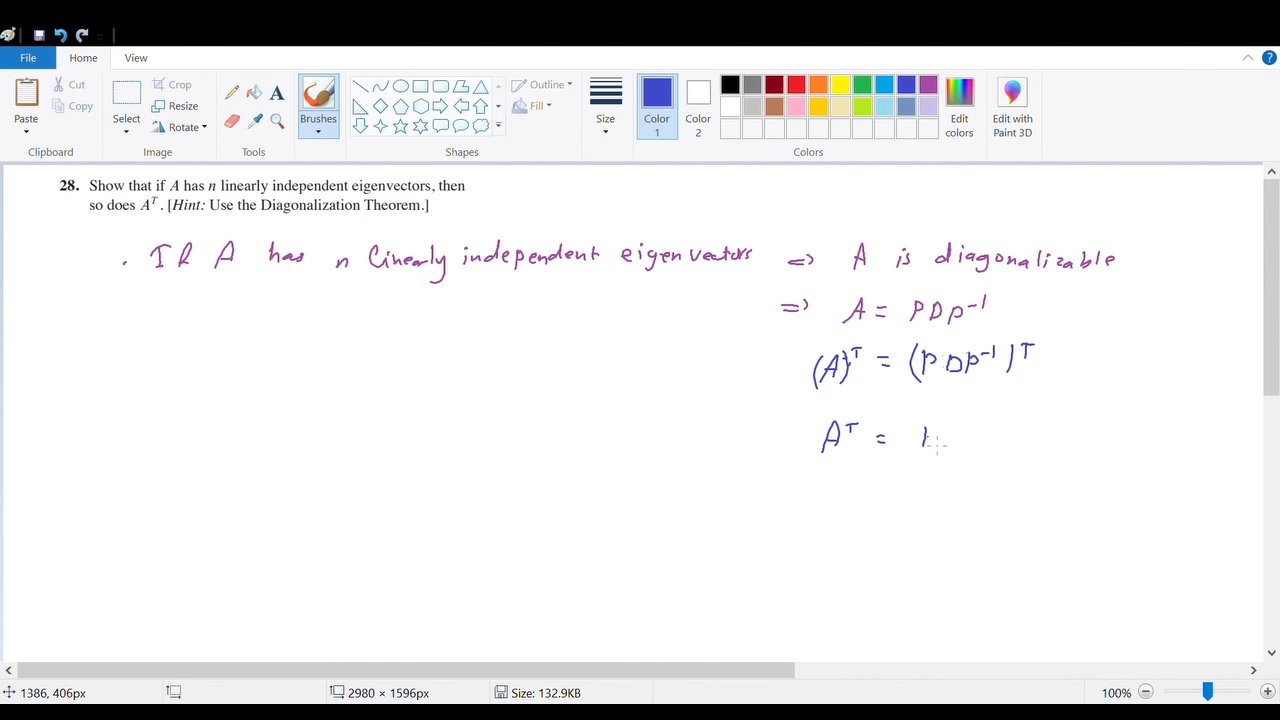 File Home View
Paste Cut Copy Clipboard
Select Crop Resize Rotate Image
Tools
Brushes
Outline Fill Shapes
Size
Color 1 Color 2 Edit colors Colors
Edit with Paint 3D
28. Show that if A has n linearly independent eigenvectors, then
so does Aᵀ. [Hint: Use the Diagonalization Theorem.]
. If A has n linearly independent eigenvectors => A is diagonalizable
=> A = PDP⁻¹
(A)ᵀ = (PDP⁻¹)ᵀ
Aᵀ =
1386, 406px 2980 × 1596px Size: 132.9KB 100%